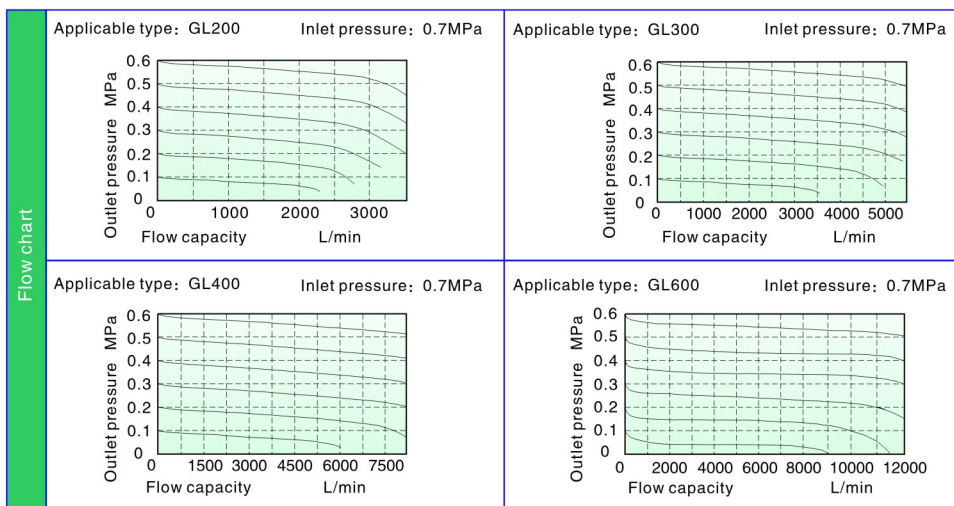 Flow chart
Applicable type: GL200 Inlet pressure: 0.7MPa
Outlet pressure MPa
0.6
0.5
0.4
0.3
0.2
0.1
0
0 1000 2000 3000
Flow capacity L/min
Applicable type: GL300 Inlet pressure: 0.7MPa
Outlet pressure MPa
0.6
0.5
0.4
0.3
0.2
0.1
0
0 1000 2000 3000 4000 5000
Flow capacity L/min
Applicable type: GL400 Inlet pressure: 0.7MPa
Outlet pressure MPa
0.6
0.5
0.4
0.3
0.2
0.1
0 1500 3000 4500 6000 7500
Flow capacity L/min
Applicable type: GL600 Inlet pressure: 0.7MPa
Outlet pressure MPa
0.6
0.5
0.4
0.3
0.2
0.1
0
0 2000 4000 6000 8000 10000 12000
Flow capacity L/min